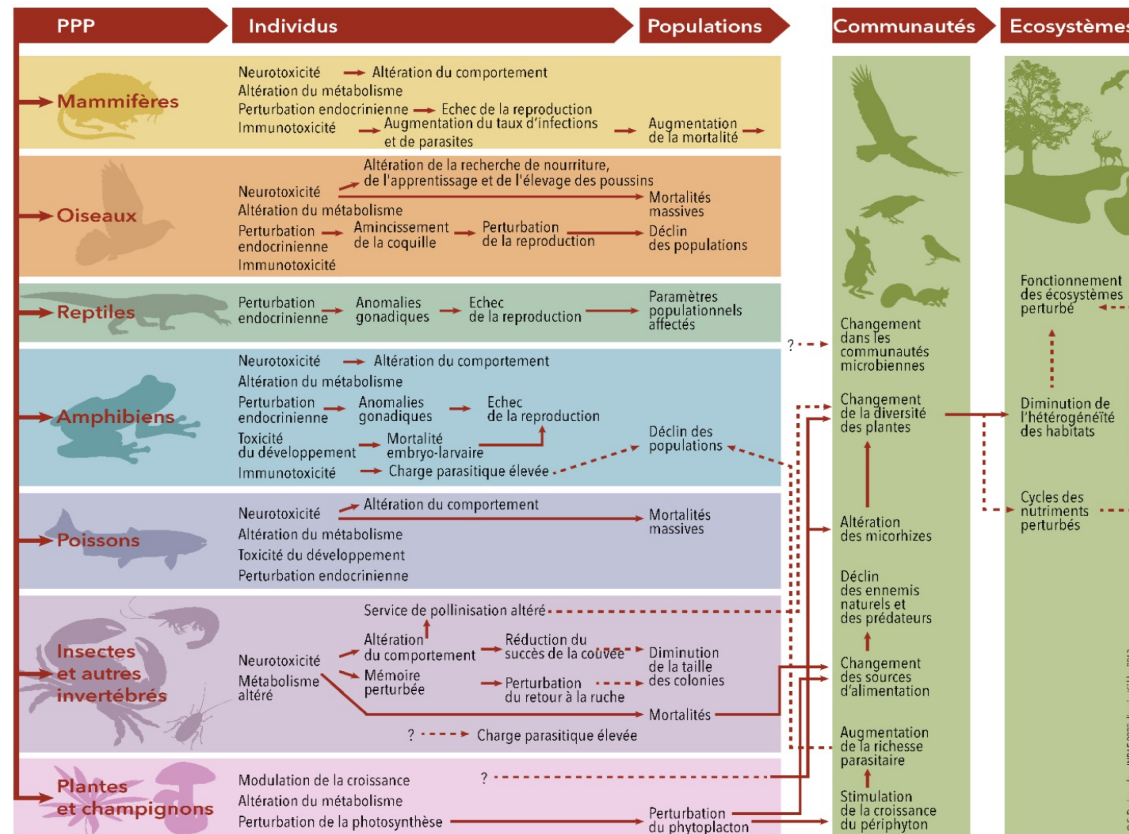 PPP
Individus
Populations
Communautés
Ecosystèmes
Mammifères
Neurotoxicité
Altération du comportement
Altération du métabolisme
Perturbation endocrinienne
Echec de la reproduction
Immunotoxicité
Augmentation du taux d'infections
et de parasites
Augmentation
de la mortalité
Oiseaux
Altération de la recherche de nourriture,
de l'apprentissage et de l'élevage des poussins
Neurotoxicité
Mortalités
massives
Altération du métabolisme
Perturbation
endocrinienne
Amincissement
de la coquille
Perturbation
de la reproduction
Déclin
des populations
Immunotoxicité
Reptiles
Perturbation
endocrinienne
Anomalies
gonadiques
Echec
de la reproduction
Paramètres
populationnels
affectés
Amphibiens
Neurotoxicité
Altération du comportement
Altération du métabolisme
Perturbation
endocrinienne
Anomalies
gonadiques
Echec
de la reproduction
Toxicité
du développement
Mortalité
embryo-larvaire
Déclin des
populations
Immunotoxicité
Charge parasitique élevée
Poissons
Neurotoxicité
Altération du comportement
Mortalités
massives
Altération du métabolisme
Toxicité du développement
Perturbation endocrinienne
Insectes
et autres
invertébrés
Service de pollinisation altéré
Neurotoxicité
Métabolisme
altéré
Altération
du comportement
Réduction du
succès de la couvée
Mémoire
perturbée
Perturbation
du retour à la ruche
Diminution
de la taille
des colonies
Mortalités
?
Charge parasitique élevée
Plantes
et champignons
Modulation de la croissance
?
Altération du métabolisme
Perturbation de la photosynthèse
Perturbation
du phytoplacton
?
Changement
dans les
communautés
microbiennes
Changement
de la diversité
des plantes
Altération
des micorhizes
Déclin
des ennemis
naturels et
des prédateurs
Changement
des sources
d'alimentation
Augmentation
de la richesse
parasitaire
Stimulation
de la croissance
du périphyton
Fonctionnement
des écosystèmes
perturbé
Diminution de
l'hétérogénéïté
des habitats
Cycles des
nutriments
perturbés